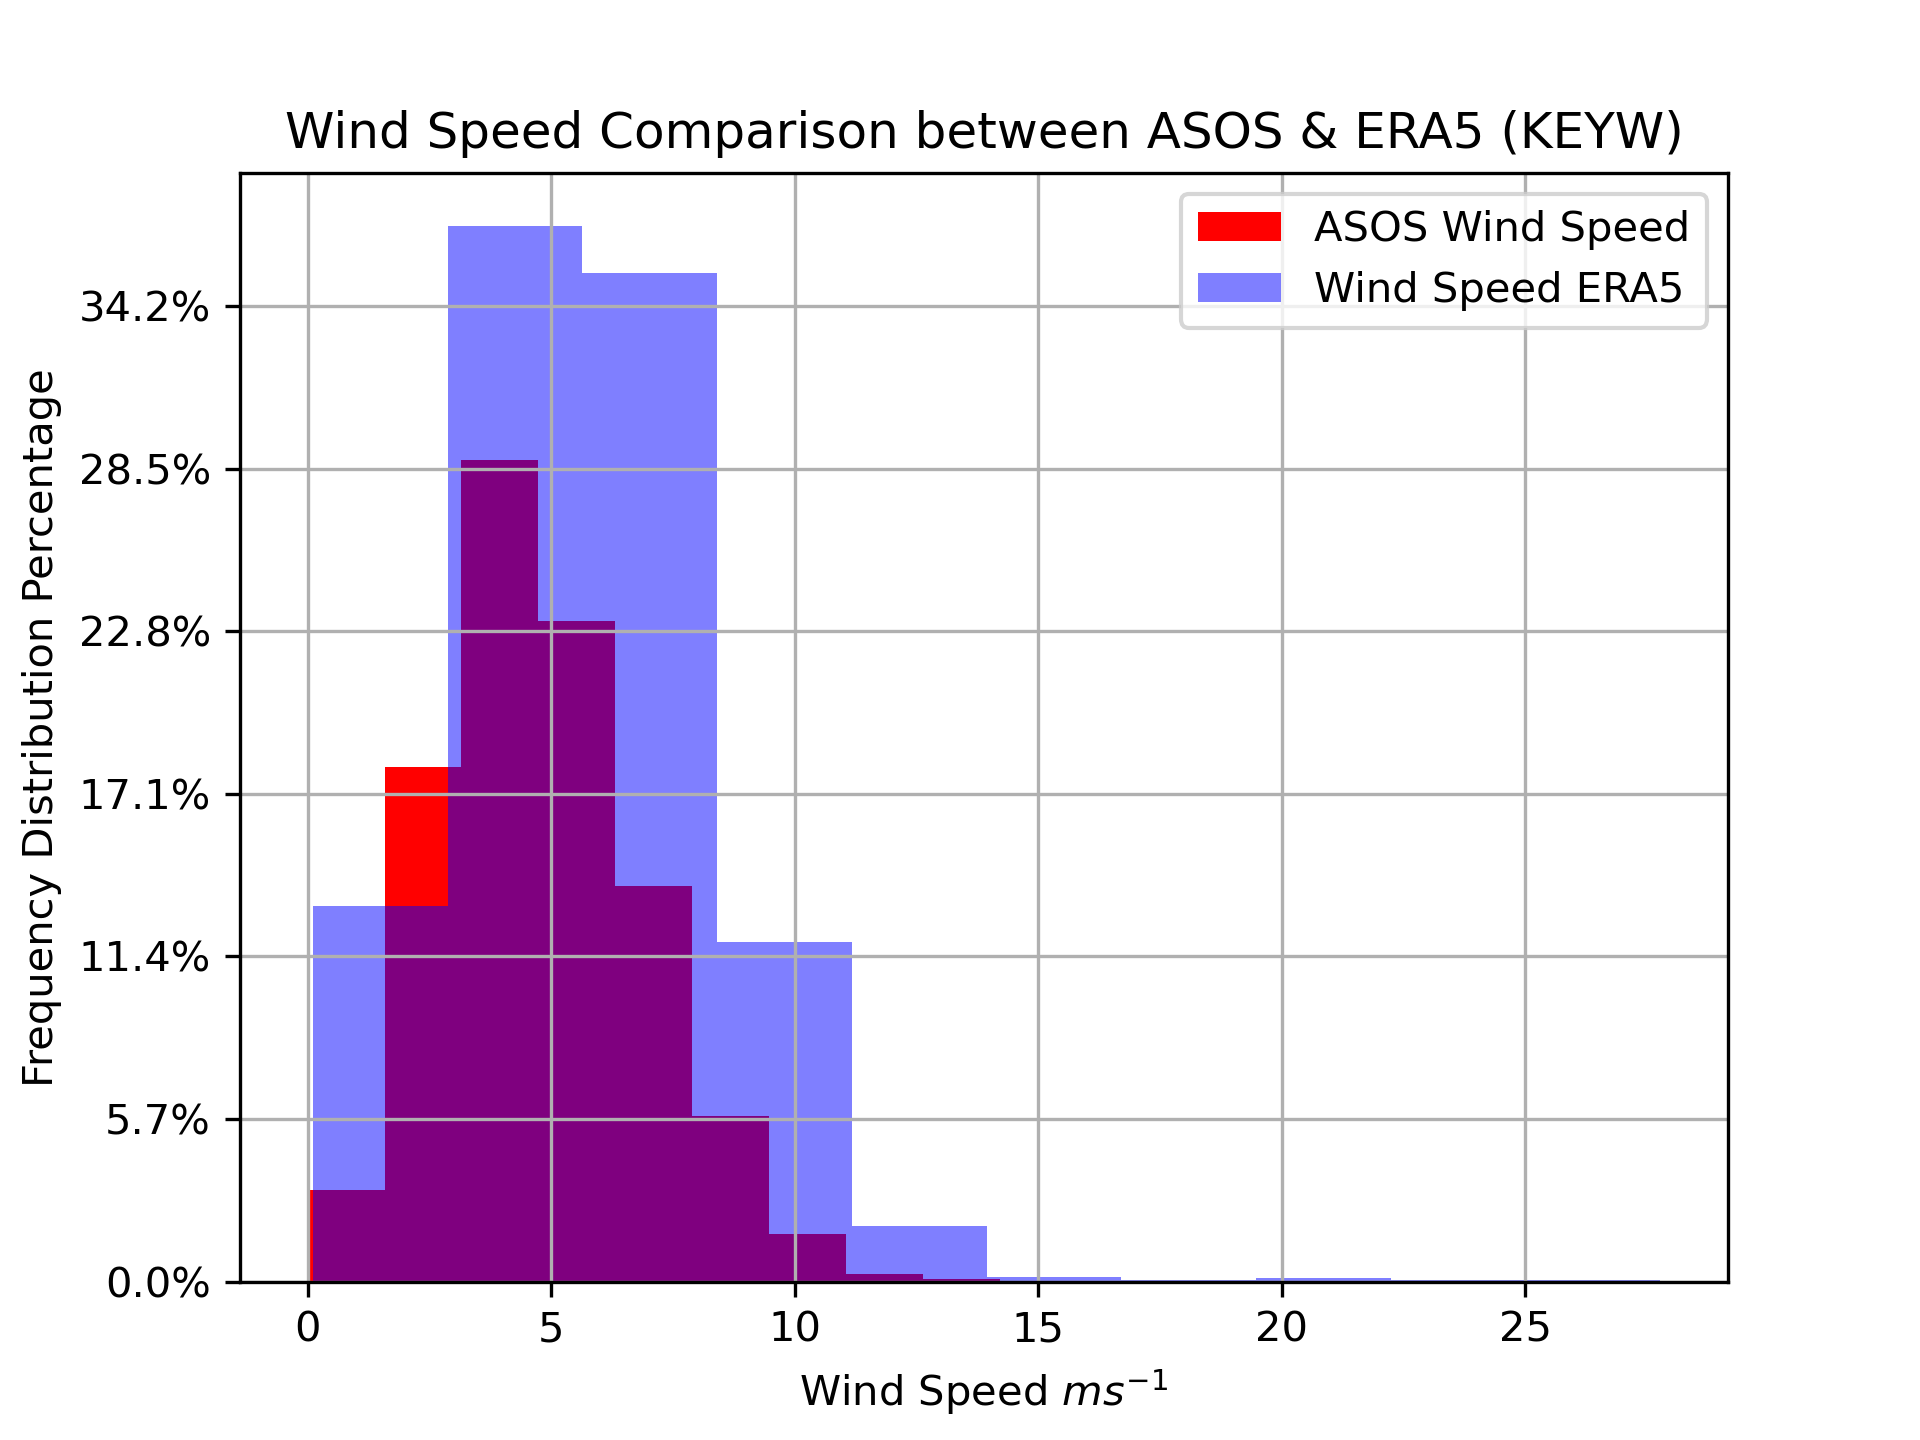 Wind Speed Comparison between ASOS & ERA5 (KEYW)
ASOS Wind Speed
Wind Speed ERA5
Frequency Distribution Percentage
34.2%
28.5%
22.8%
17.1%
11.4%
5.7%
0.0%
0 5 10 15 20 25
Wind Speed ms⁻¹